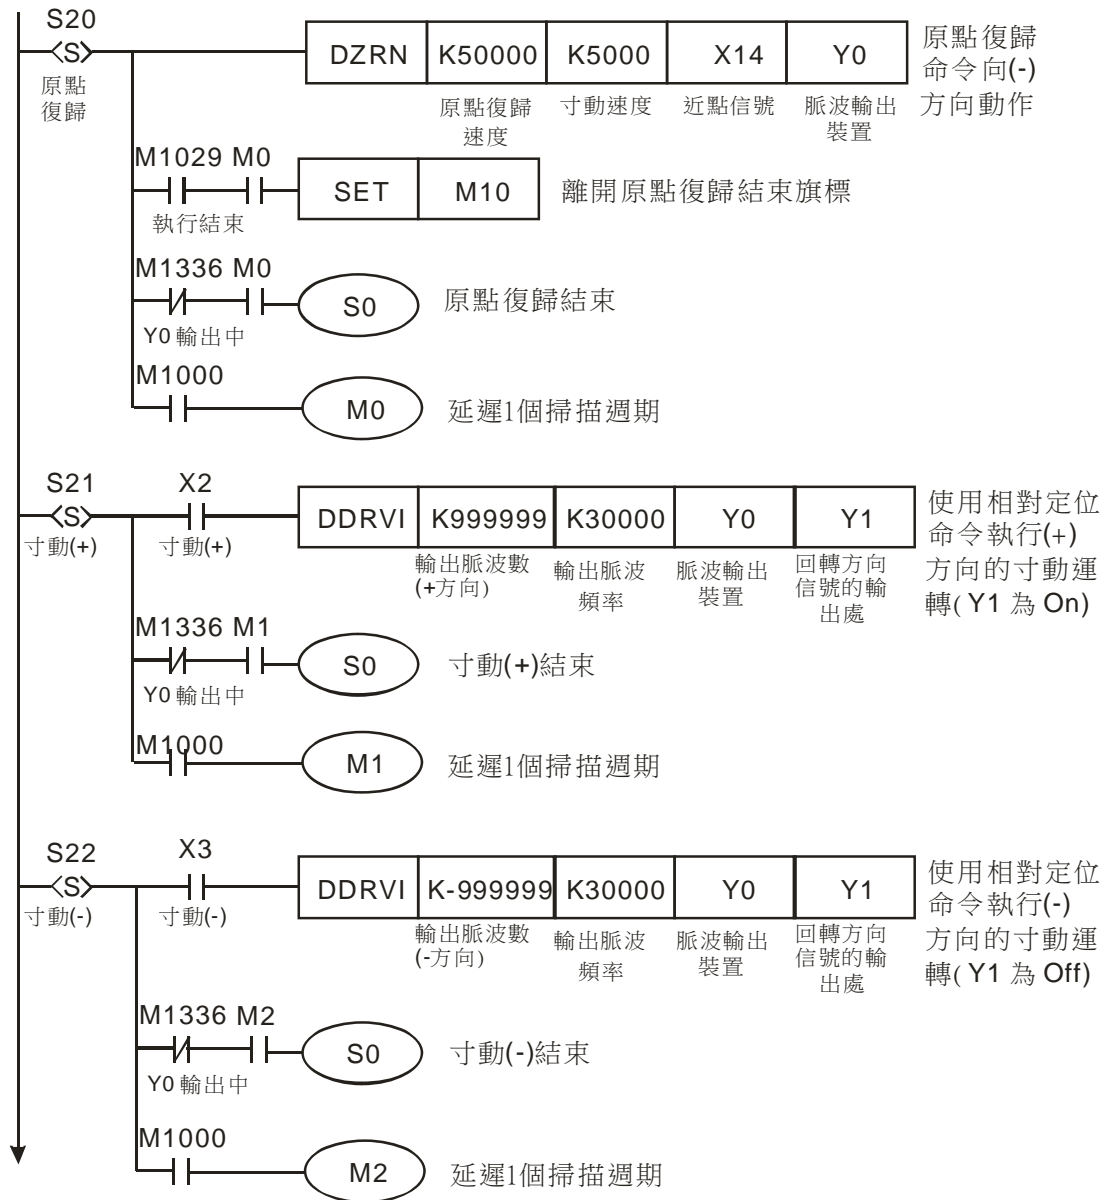 S20
S
原點
復歸
DZRN K50000 K5000 X14 Y0
原點復歸
速度
寸動速度
近點信號
脈波輸出
裝置
原點復歸
命令向(-)
方向動作
M1029 M0
執行結束
SET M10
離開原點復歸結束旗標
M1336 M0
Y0 輸出中
S0
原點復歸結束
M1000
M0
延遲1個掃描週期
S21
S
寸動(+)
X2
寸動(+)
DDRVI K999999 K30000 Y0 Y1
輸出脈波數
(+方向)
輸出脈波
頻率
脈波輸出
裝置
回轉方向
信號的輸
出處
使用相對定位
命令執行(+)
方向的寸動運
轉( Y1 為 On)
M1336 M1
Y0 輸出中
S0
寸動(+)結束
M1000
M1
延遲1個掃描週期
S22
S
寸動(-)
X3
寸動(-)
DDRVI K-999999 K30000 Y0 Y1
輸出脈波數
(-方向)
輸出脈波
頻率
脈波輸出
裝置
回轉方向
信號的輸
出處
使用相對定位
命令執行(-)
方向的寸動運
轉( Y1 為 Off)
M1336 M2
Y0 輸出中
S0
寸動(-)結束
M1000
M2
延遲1個掃描週期